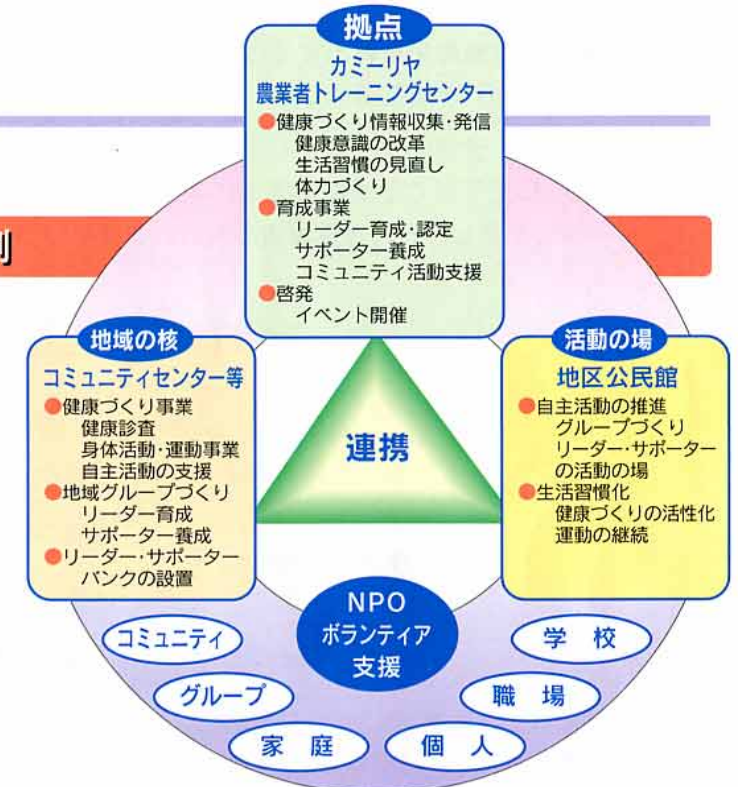 拠点
カミーリヤ
農業者トレーニングセンター
●健康づくり情報収集・発信
健康意識の改革
生活習慣の見直し
体力づくり
●育成事業
リーダー育成・認定
サポーター養成
コミュニティ活動支援
●啓発
イベント開催
地域の核
コミュニティセンター等
●健康づくり事業
健康診査
身体活動・運動事業
自主活動の支援
●地域グループづくり
リーダー育成
サポーター養成
●リーダー・サポーター
バンクの設置
連携
活動の場
地区公民館
●自主活動の推進
グループづくり
リーダー・サポーター
の活動の場
●生活習慣化
健康づくりの活性化
運動の継続
NPO
ボランティア
支援
コミュニティ
グループ
家庭
個人
職場
学校